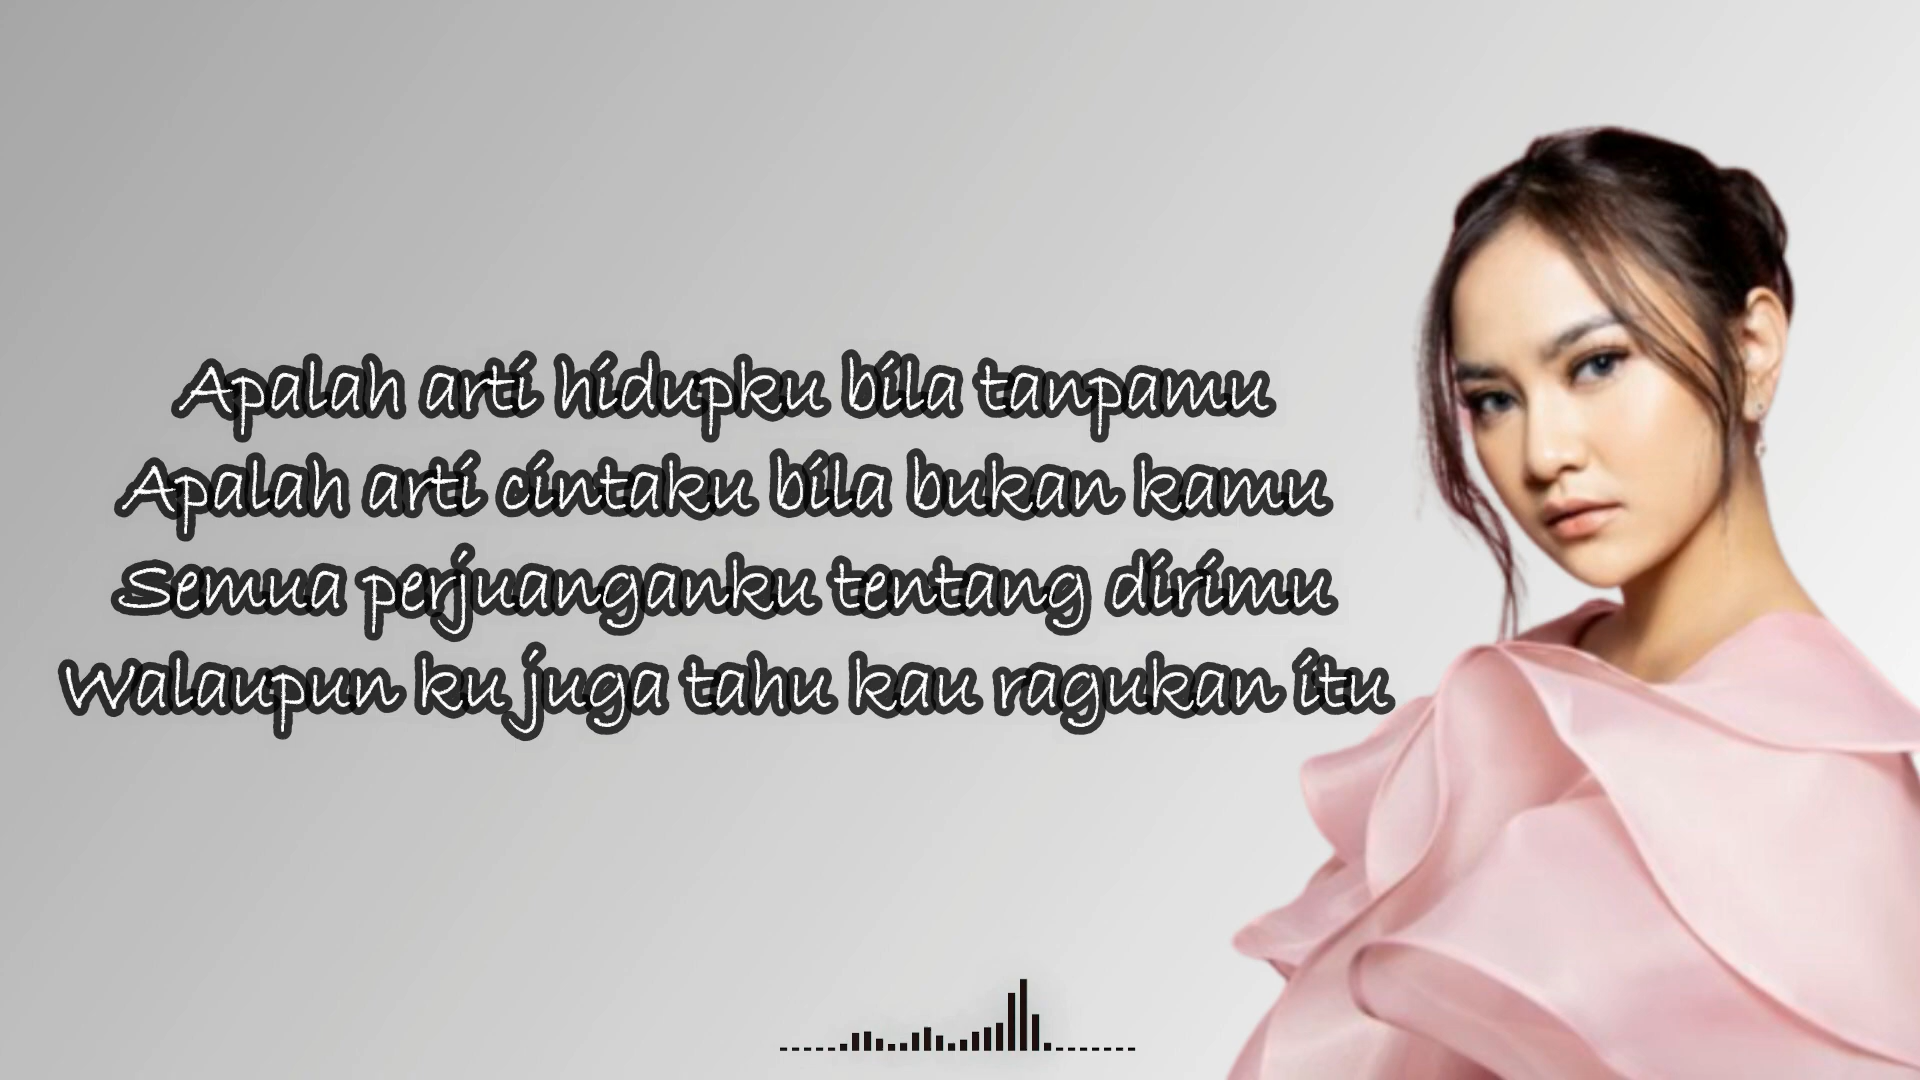 Apalah arti hidupku bila tanpamu
Apalah arti cintaku bila bukan kamu
Semua perjuanganku tentang dirimu
Walaupun ku juga tahu kau ragukan itu